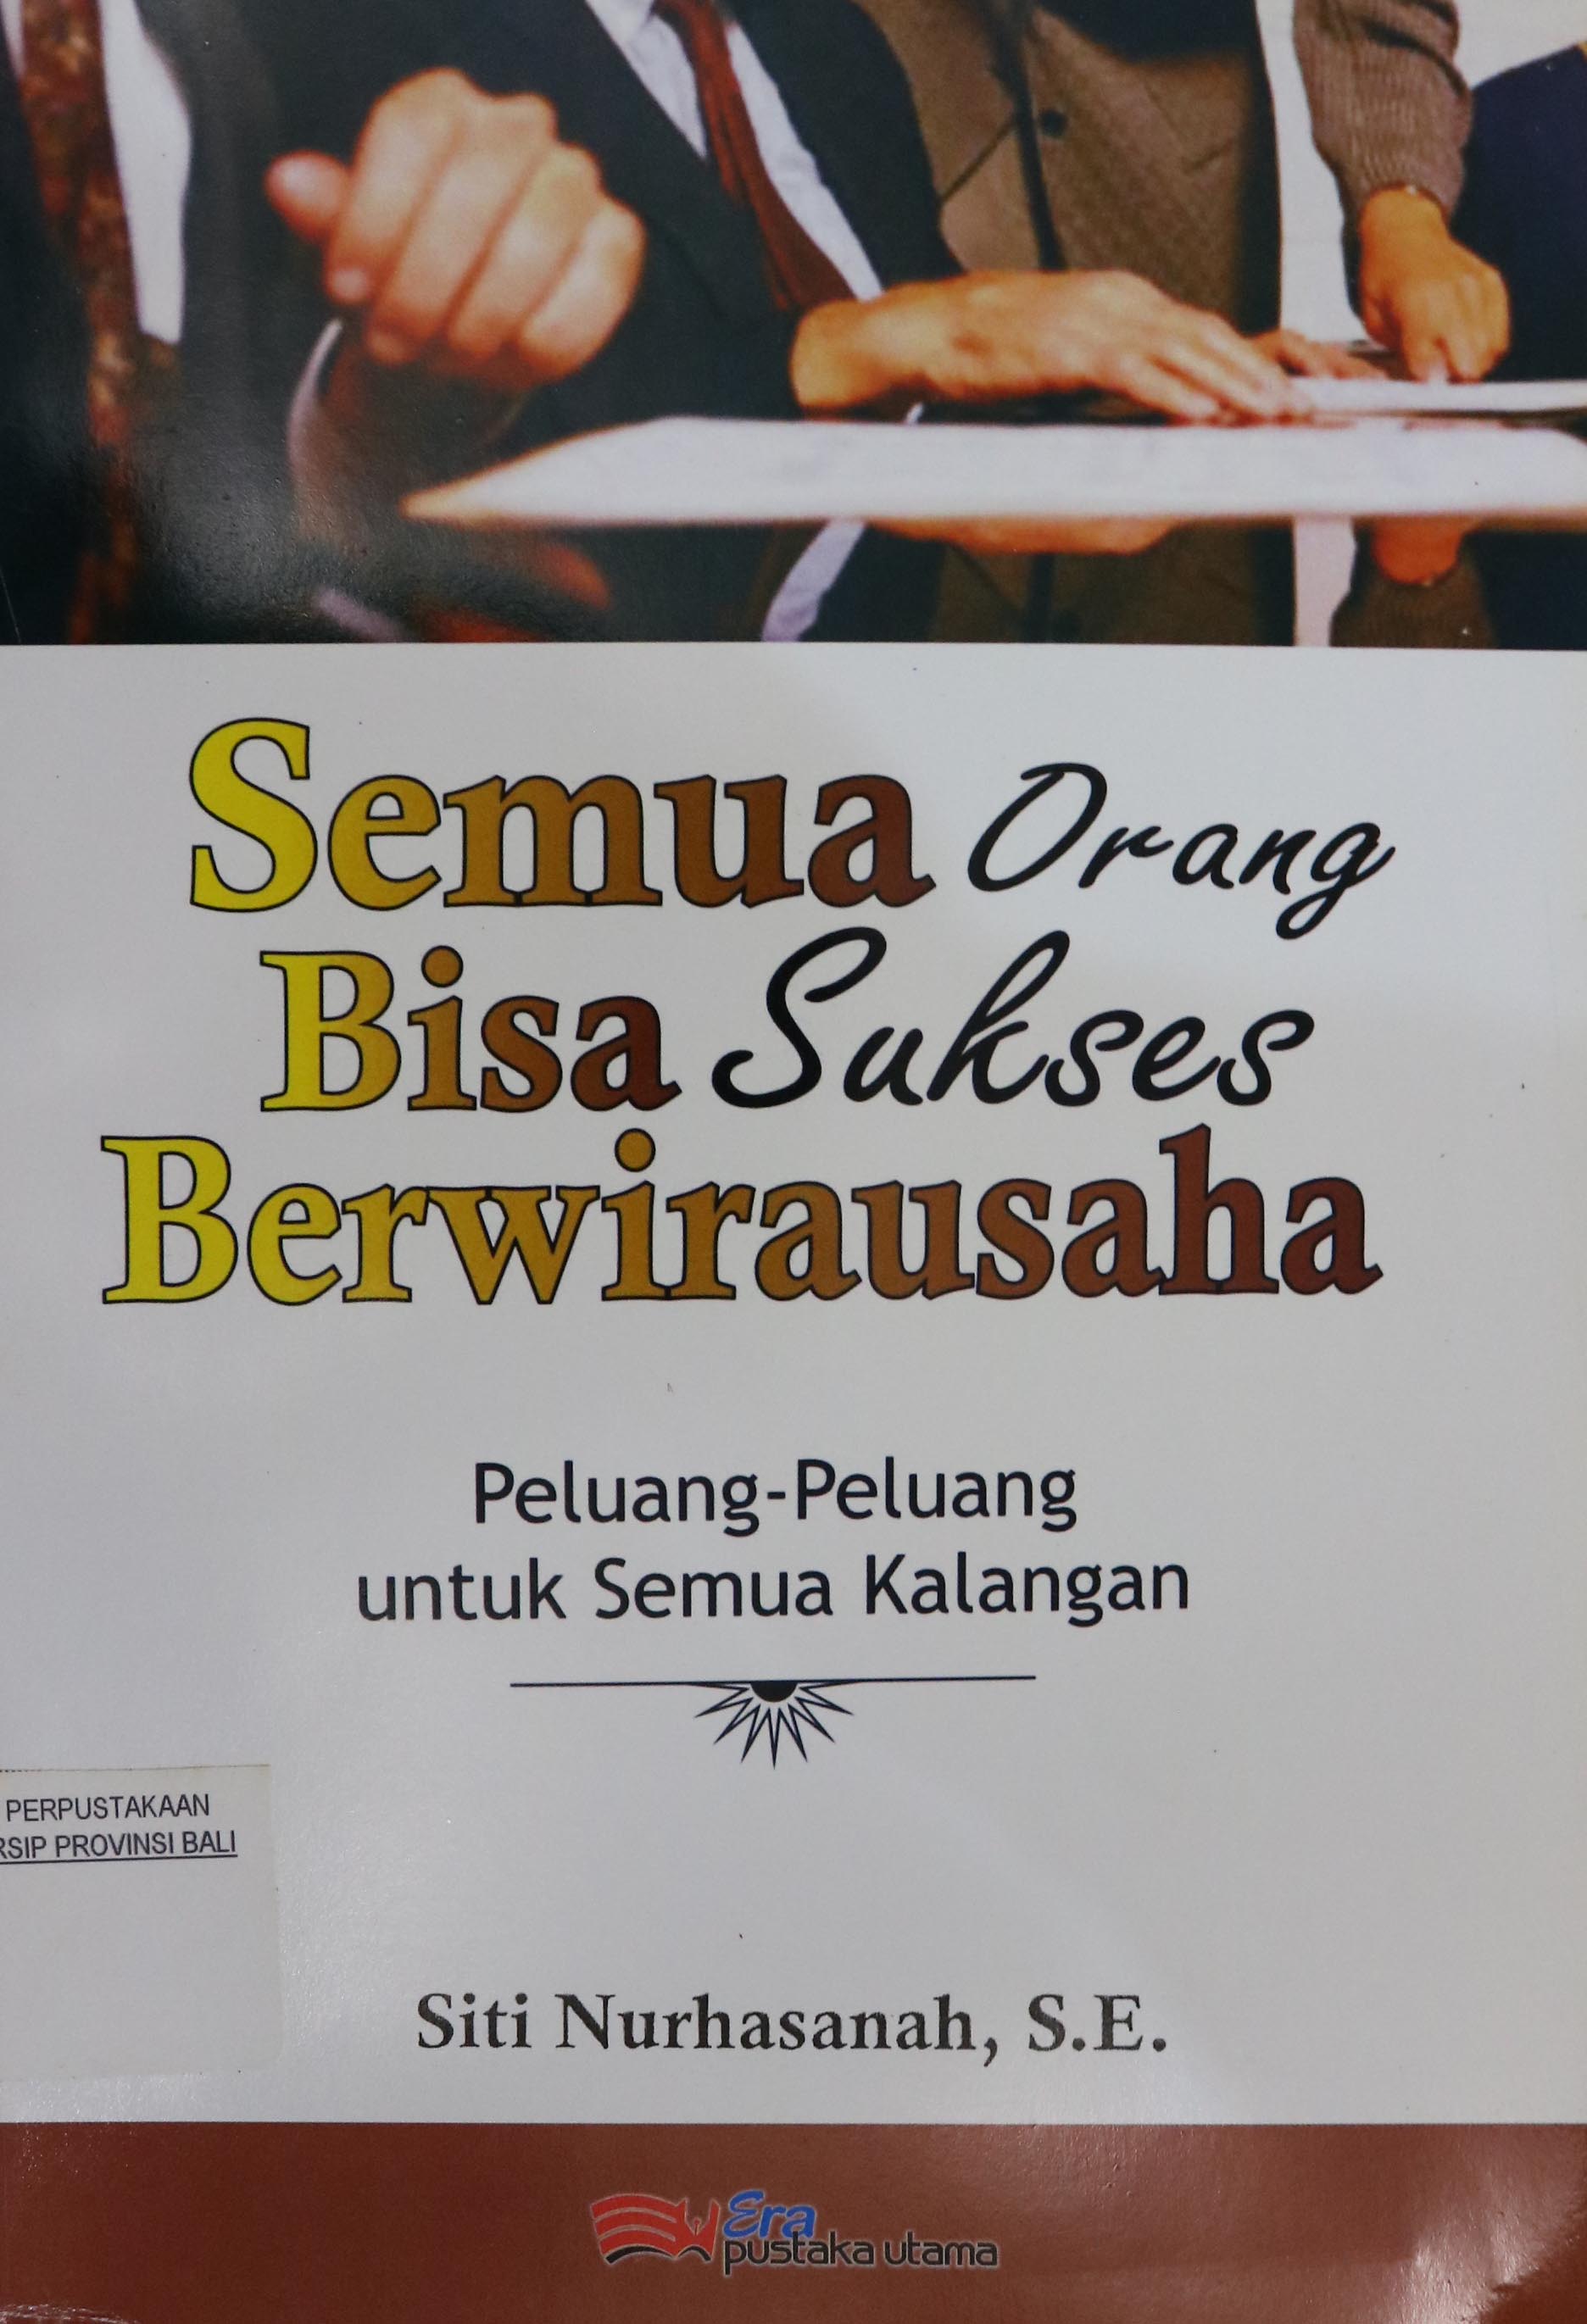 Semua Orang
Bisa Sukses
Berwirausaha
Peluang-Peluang
untuk Semua Kalangan
PERPUSTAKAAN
RSIP PROVINSI BALI
Siti Nurhasanah, S.E.
Era
pustaka utama